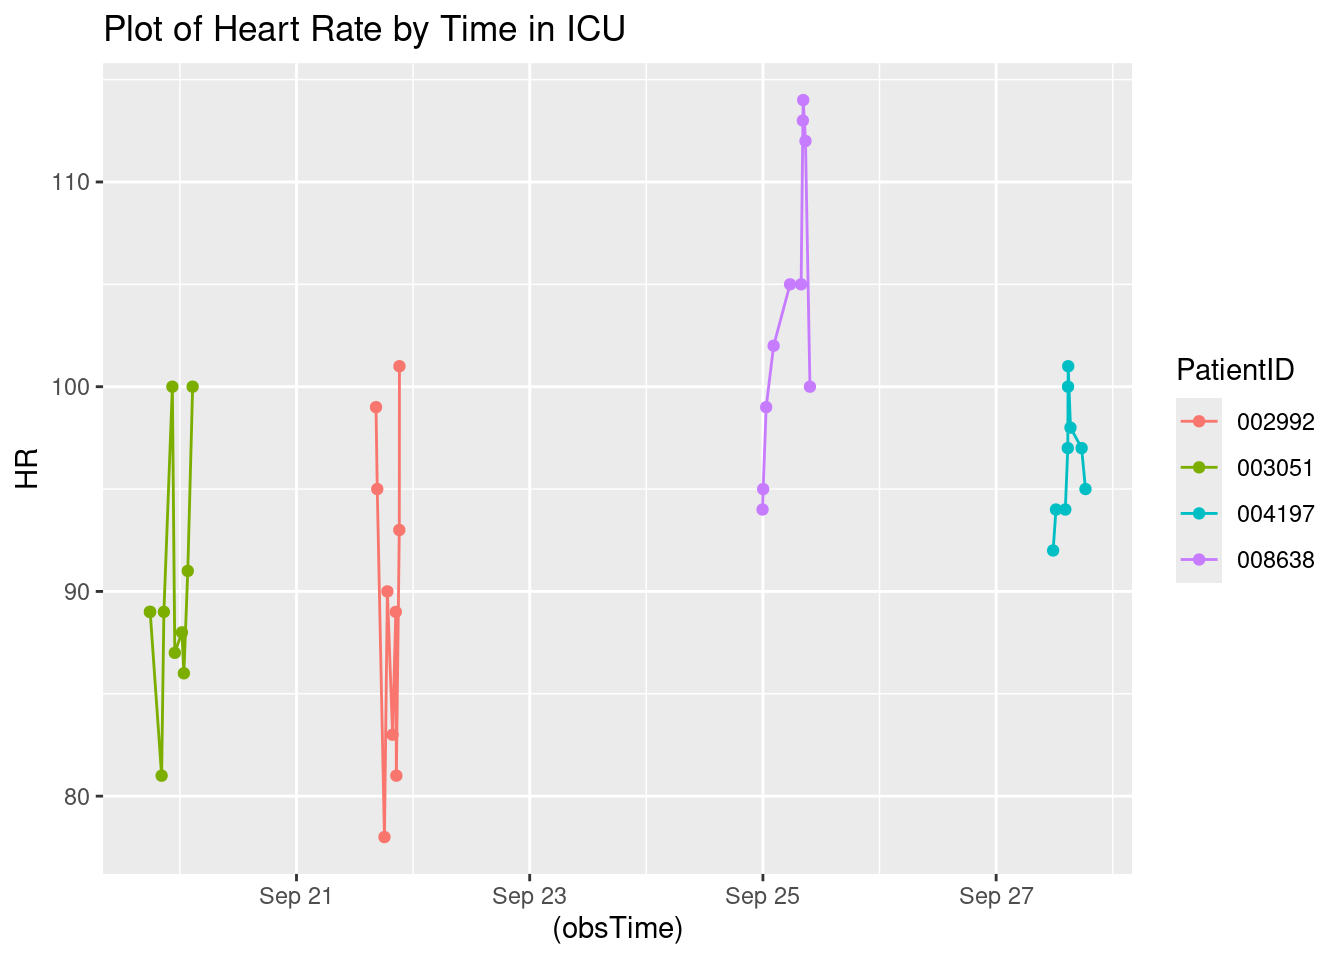 Plot of Heart Rate by Time in ICU
110
100
90
80
HR
Sep 21
Sep 23
Sep 25
Sep 27
(obsTime)
PatientID
002992
003051
004197
008638